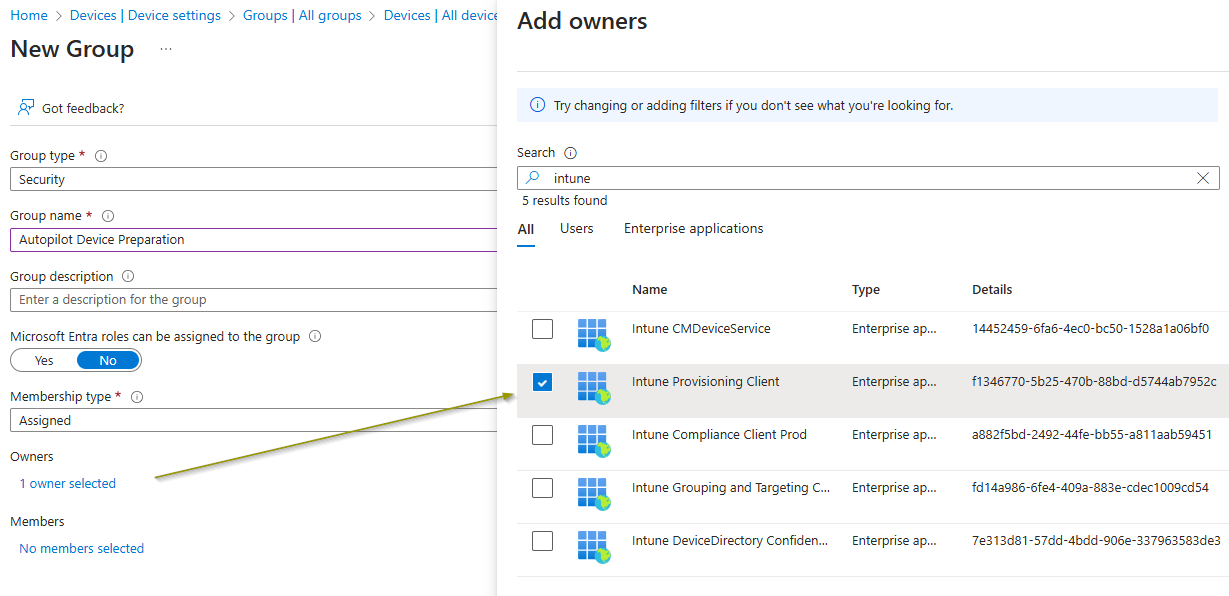 Home > Devices | Device settings > Groups | All groups > Devices | All device
New Group ...
Got feedback?
Group type * 
Security
Group name *
Autopilot Device Preparation
Group description
Enter a description for the group
Microsoft Entra roles can be assigned to the group
Yes No
Membership type *
Assigned
Owners
1 owner selected
Members
No members selected
Add owners
Try changing or adding filters if you don't see what you're looking for.
Search
intune
5 results found
All Users Enterprise applications
Name Type Details
Intune CMDeviceService Enterprise ap... 14452459-6fa6-4ec0-bc50-1528a1a06bf0
Intune Provisioning Client Enterprise ap... f1346770-5b25-470b-88bd-d5744ab7952c
Intune Compliance Client Prod Enterprise ap... a882f5bd-2492-44fe-bb55-a811aab59451
Intune Grouping and Targeting C... Enterprise ap... fd14a986-6fe4-409a-883e-cdec1009cd54
Intune DeviceDirectory Confiden... Enterprise ap... 7e313d81-57dd-4bdd-906e-337963583de3